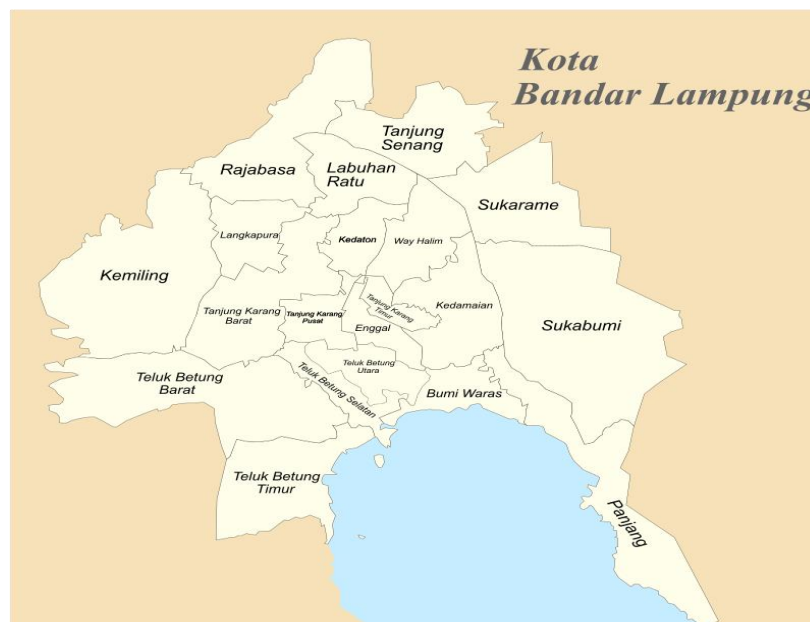 Kota
Bandar Lampung
Tanjung
Senang
Rajabasa
Labuhan
Ratu
Sukarame
Langkapura
Kedaton
Way Halim
Kemiling
Tanjung Karang
Barat
Tanjung Karang
Pusat
Tanjung Karang
Timur
Kedamaian
Enggal
Sukabumi
Teluk Betung
Barat
Teluk Betung
Utara
Teluk Betung Selatan
Bumi Waras
Teluk Betung
Timur
Panjang